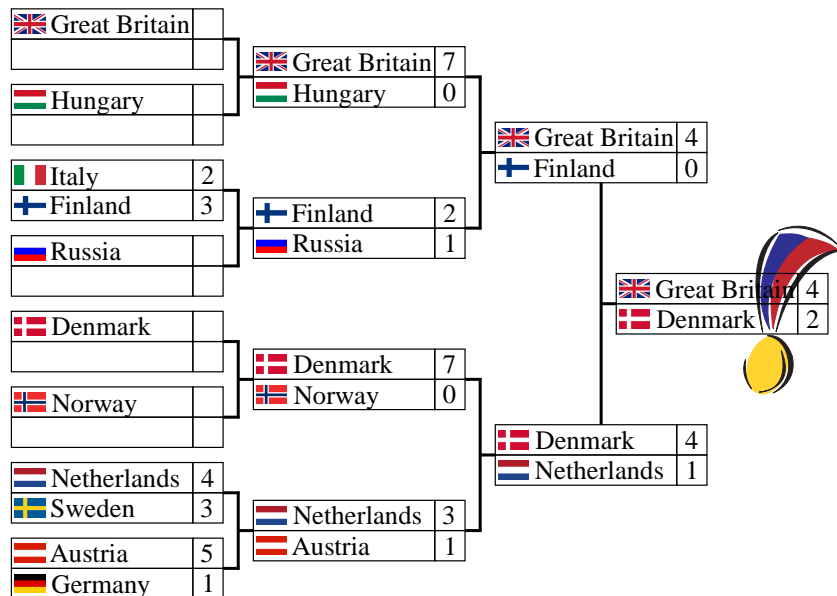 Great Britain
Hungary
Italy 2
Finland 3
Russia
Denmark
Norway
Netherlands 4
Sweden 3
Austria 5
Germany 1
Great Britain 7
Hungary 0
Finland 2
Russia 1
Denmark 7
Norway 0
Netherlands 3
Austria 1
Great Britain 4
Finland 0
Denmark 4
Netherlands 1
Great Britain 4
Denmark 2